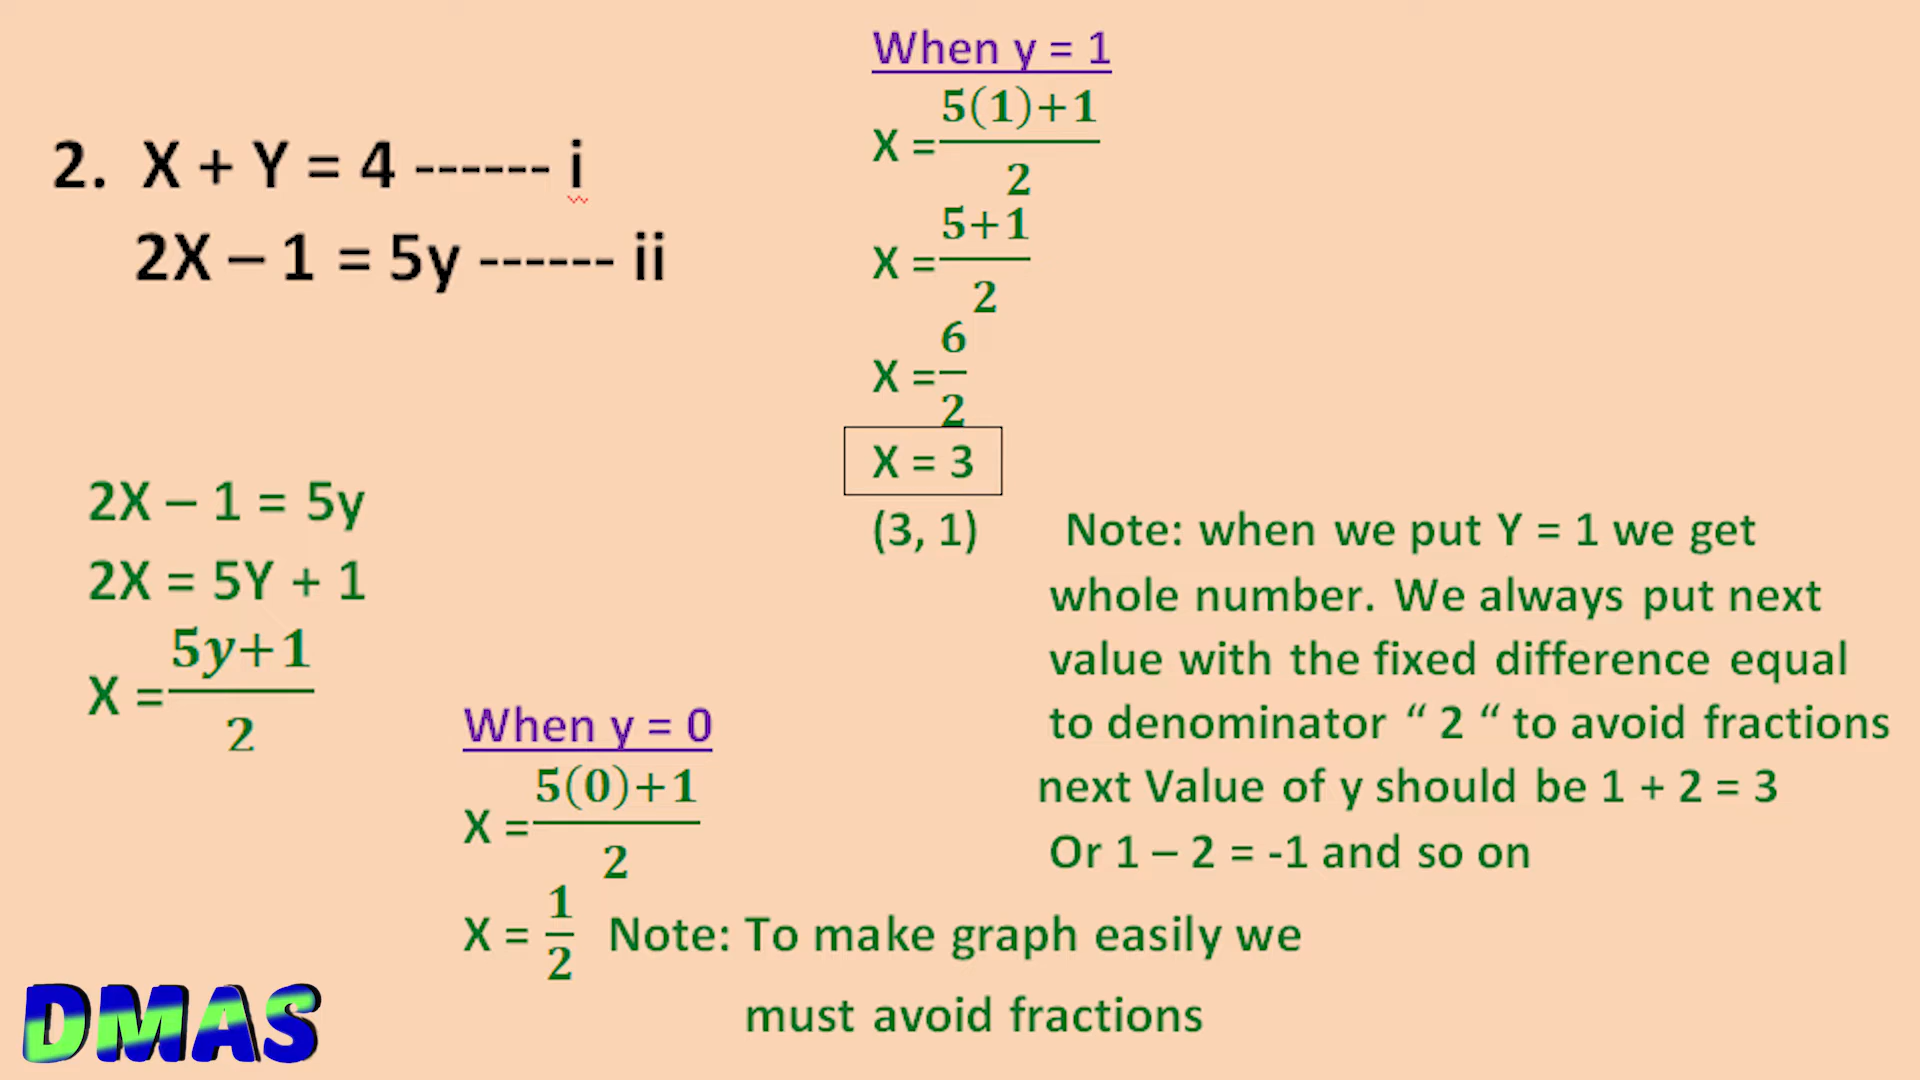 2. X + Y = 4 ------ i
2X – 1 = 5y ------ ii
2X – 1 = 5y
2X = 5Y + 1
X = 5y+1
2
When y = 0
X = 5(0)+1
2
X = 1
2
Note: To make graph easily we
must avoid fractions
When y = 1
X = 5(1)+1
2
X = 5+1
2
X = 6
2
X = 3
(3, 1)
Note: when we put Y = 1 we get
whole number. We always put next
value with the fixed difference equal
to denominator “ 2 “ to avoid fractions
next Value of y should be 1 + 2 = 3
Or 1 – 2 = -1 and so on
DMAS